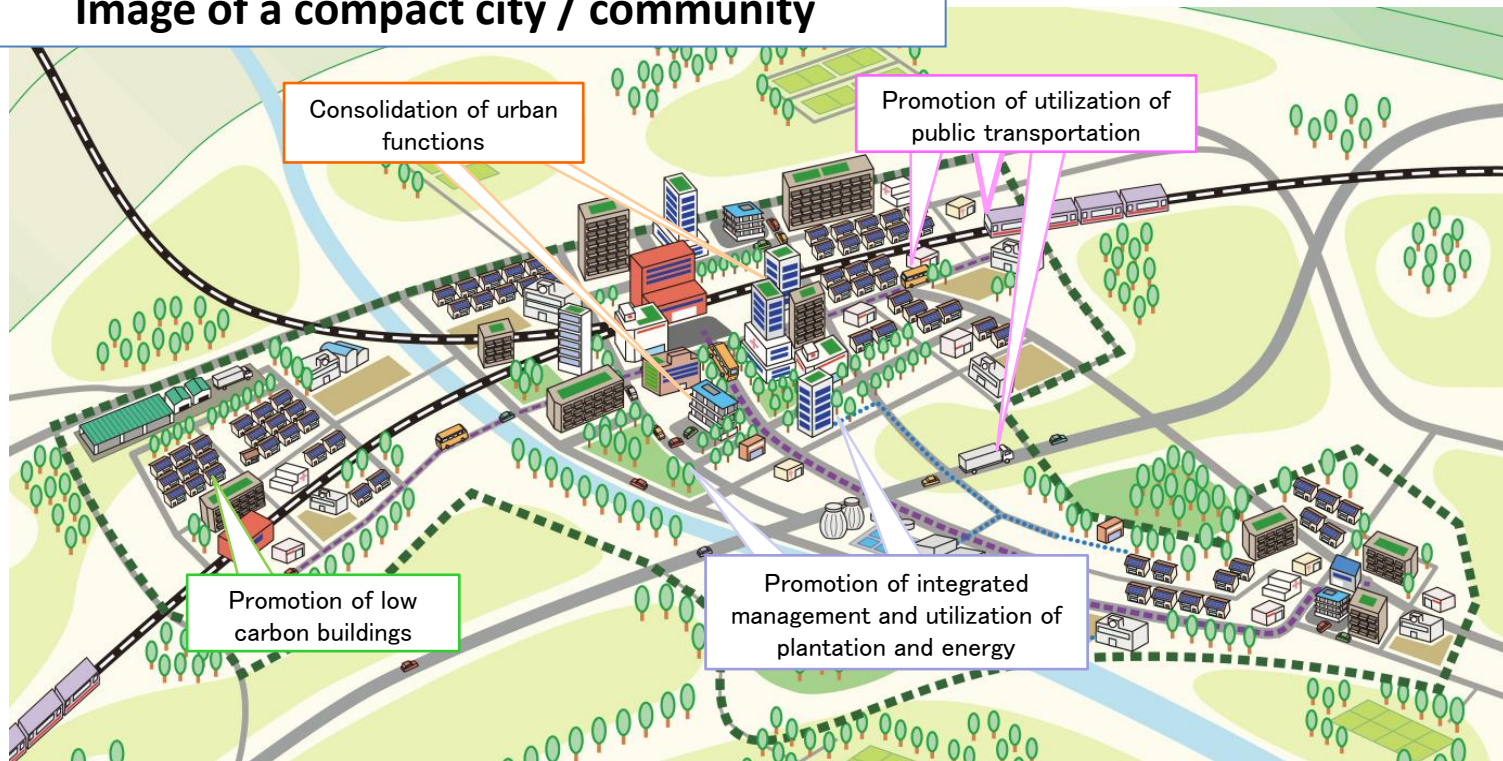 Image of a compact city / community
Consolidation of urban
functions
Promotion of utilization of
public transportation
Promotion of low
carbon buildings
Promotion of integrated
management and utilization of
plantation and energy